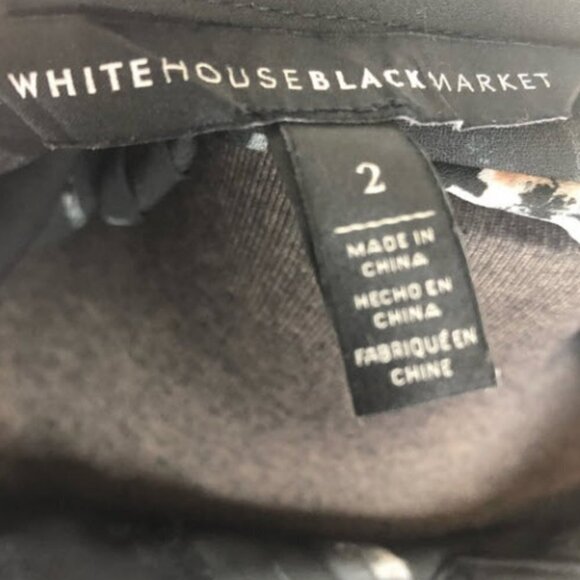 WHITEHOUSEBLACKMARKET
2
MADE IN
CHINA
HECHO EN
CHINA
FABRIQUÉ EN
CHINE